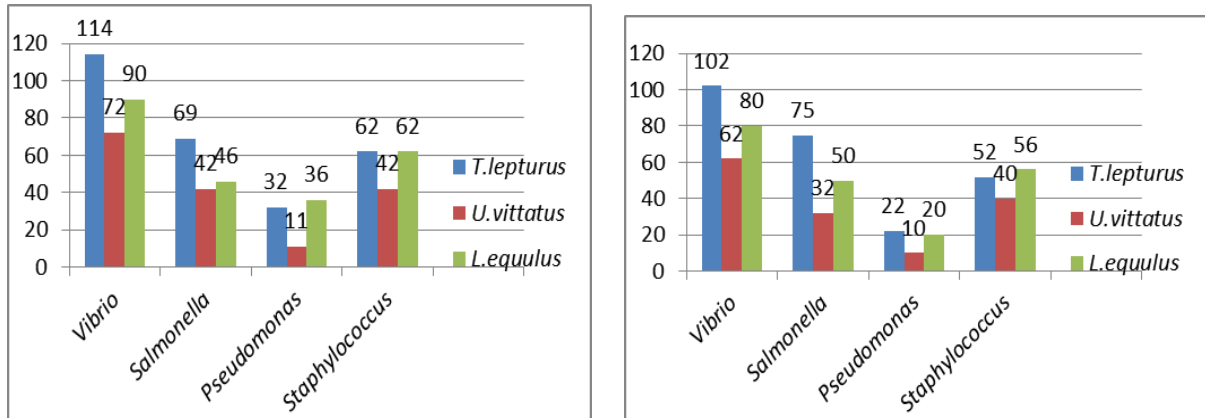 114
120
100
80
60
40
20
0
72
90
69
42
46
32
11
36
62
42
62
T.lepturus
U.vittatus
L.equulus
Vibrio
Salmonella
Pseudomonas
Staphylococcus
120
100
80
60
40
20
0
102
62
80
75
32
50
22
10
20
52
40
56
T.lepturus
U.vittatus
L.equulus
Vibrio
Salmonella
Pseudomonas
Staphylococcus